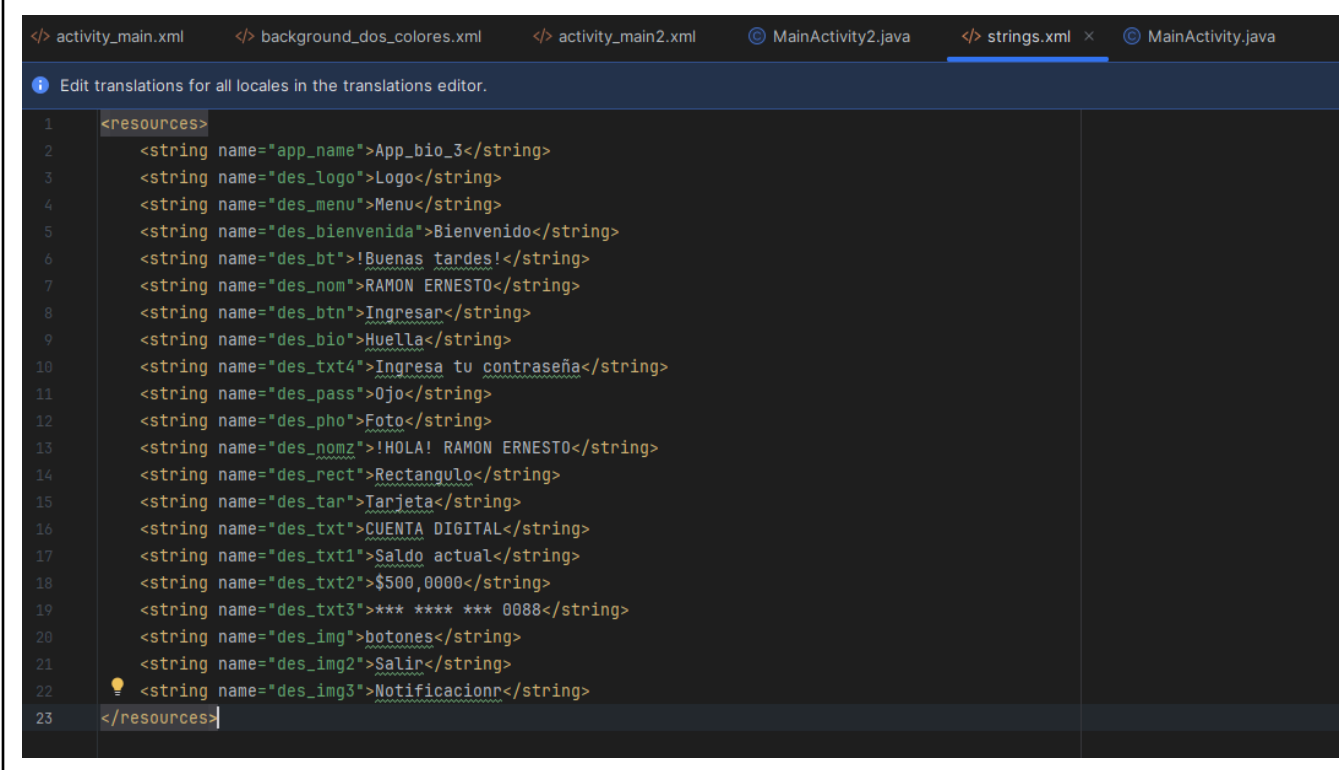 activity_main.xml background_dos_colores.xml activity_main2.xml MainActivity2.java strings.xml MainActivity.java
Edit translations for all locales in the translations editor.
1 <resources>
2 <string name="app_name">App_bio_3</string>
3 <string name="des_logo">Logo</string>
4 <string name="des_menu">Menu</string>
5 <string name="des_bienvenida">Bienvenido</string>
6 <string name="des_bt">!Buenas tardes!</string>
7 <string name="des_nom">RAMON ERNESTO</string>
8 <string name="des_btn">Ingresar</string>
9 <string name="des_bio">Huella</string>
10 <string name="des_txt4">Ingresa tu contraseña</string>
11 <string name="des_pass">Ojo</string>
12 <string name="des_pho">Foto</string>
13 <string name="des_nomz">!HOLA! RAMON ERNESTO</string>
14 <string name="des_rect">Rectangulo</string>
15 <string name="des_tar">Tarjeta</string>
16 <string name="des_txt">CUENTA DIGITAL</string>
17 <string name="des_txt1">Saldo actual</string>
18 <string name="des_txt2">$500,0000</string>
19 <string name="des_txt3">*** **** *** 0088</string>
20 <string name="des_img">botones</string>
21 <string name="des_img2">Salir</string>
22 <string name="des_img3">Notificacionr</string>
23 </resources>